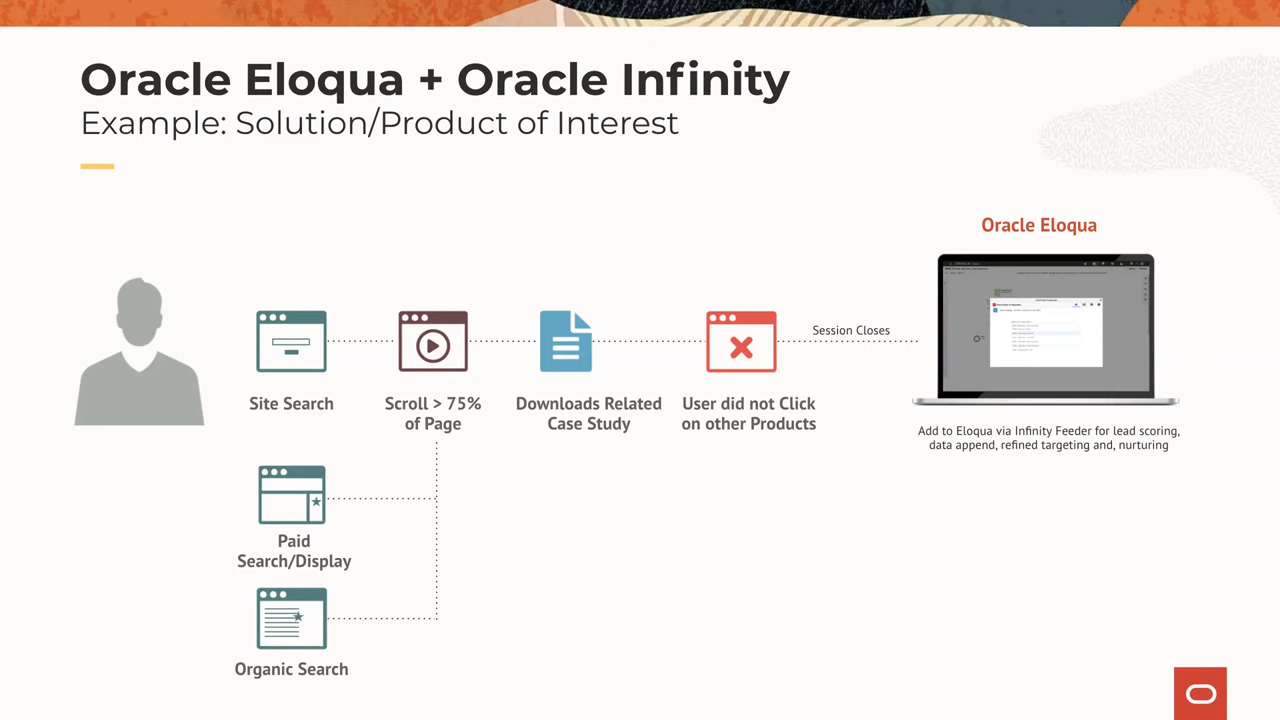 Oracle Eloqua + Oracle Infinity
Example: Solution/Product of Interest
Oracle Eloqua
Session Closes
Site Search
Scroll > 75%
of Page
Downloads Related
Case Study
User did not Click
on other Products
Add to Eloqua via Infinity Feeder for lead scoring,
data append, refined targeting and, nurturing
Paid
Search/Display
Organic Search